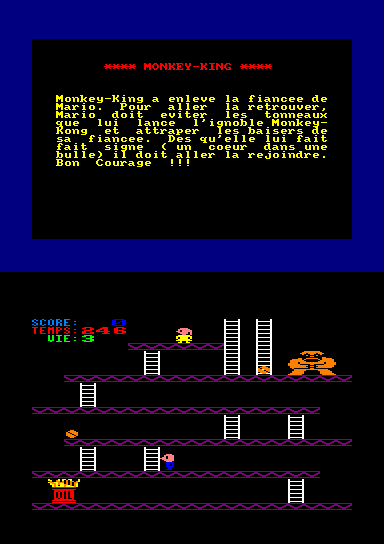 **** MONKEY-KING ****
Monkey-King a enleve la fiancee de
Mario. Pour aller la retrouver,
Mario doit eviter les tonneaux
que lui lance l'ignoble Monkey-
Kong et attraper les baisers de
sa fiancee. Des qu'elle lui fait
fait signe ( un coeur dans une
bulle) il doit aller la rejoindre.
Bon Courage !!!
SCORE: 0
TEMPS:246
VIE:3
OIL